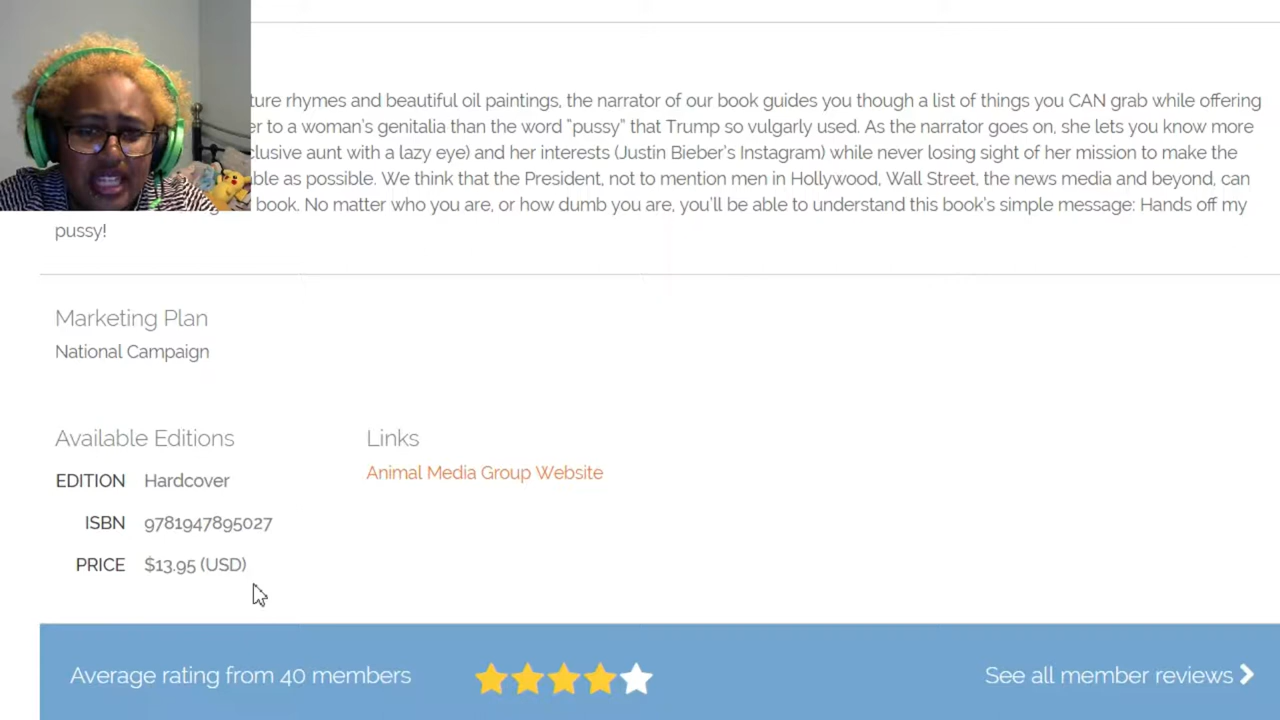 ture rhymes and beautiful oil paintings, the narrator of our book guides you though a list of things you CAN grab while offering
er to a woman's genitalia than the word "pussy" that Trump so vulgarly used. As the narrator goes on, she lets you know more
clusive aunt with a lazy eye) and her interests (Justin Bieber's Instagram) while never losing sight of her mission to make the
ble as possible. We think that the President, not to mention men in Hollywood, Wall Street, the news media and beyond, can
book. No matter who you are, or how dumb you are, you'll be able to understand this book's simple message: Hands off my
pussy!
Marketing Plan
National Campaign
Available Editions
Links
EDITION Hardcover
Animal Media Group Website
ISBN 9781947895027
PRICE $13.95 (USD)
Average rating from 40 members
See all member reviews